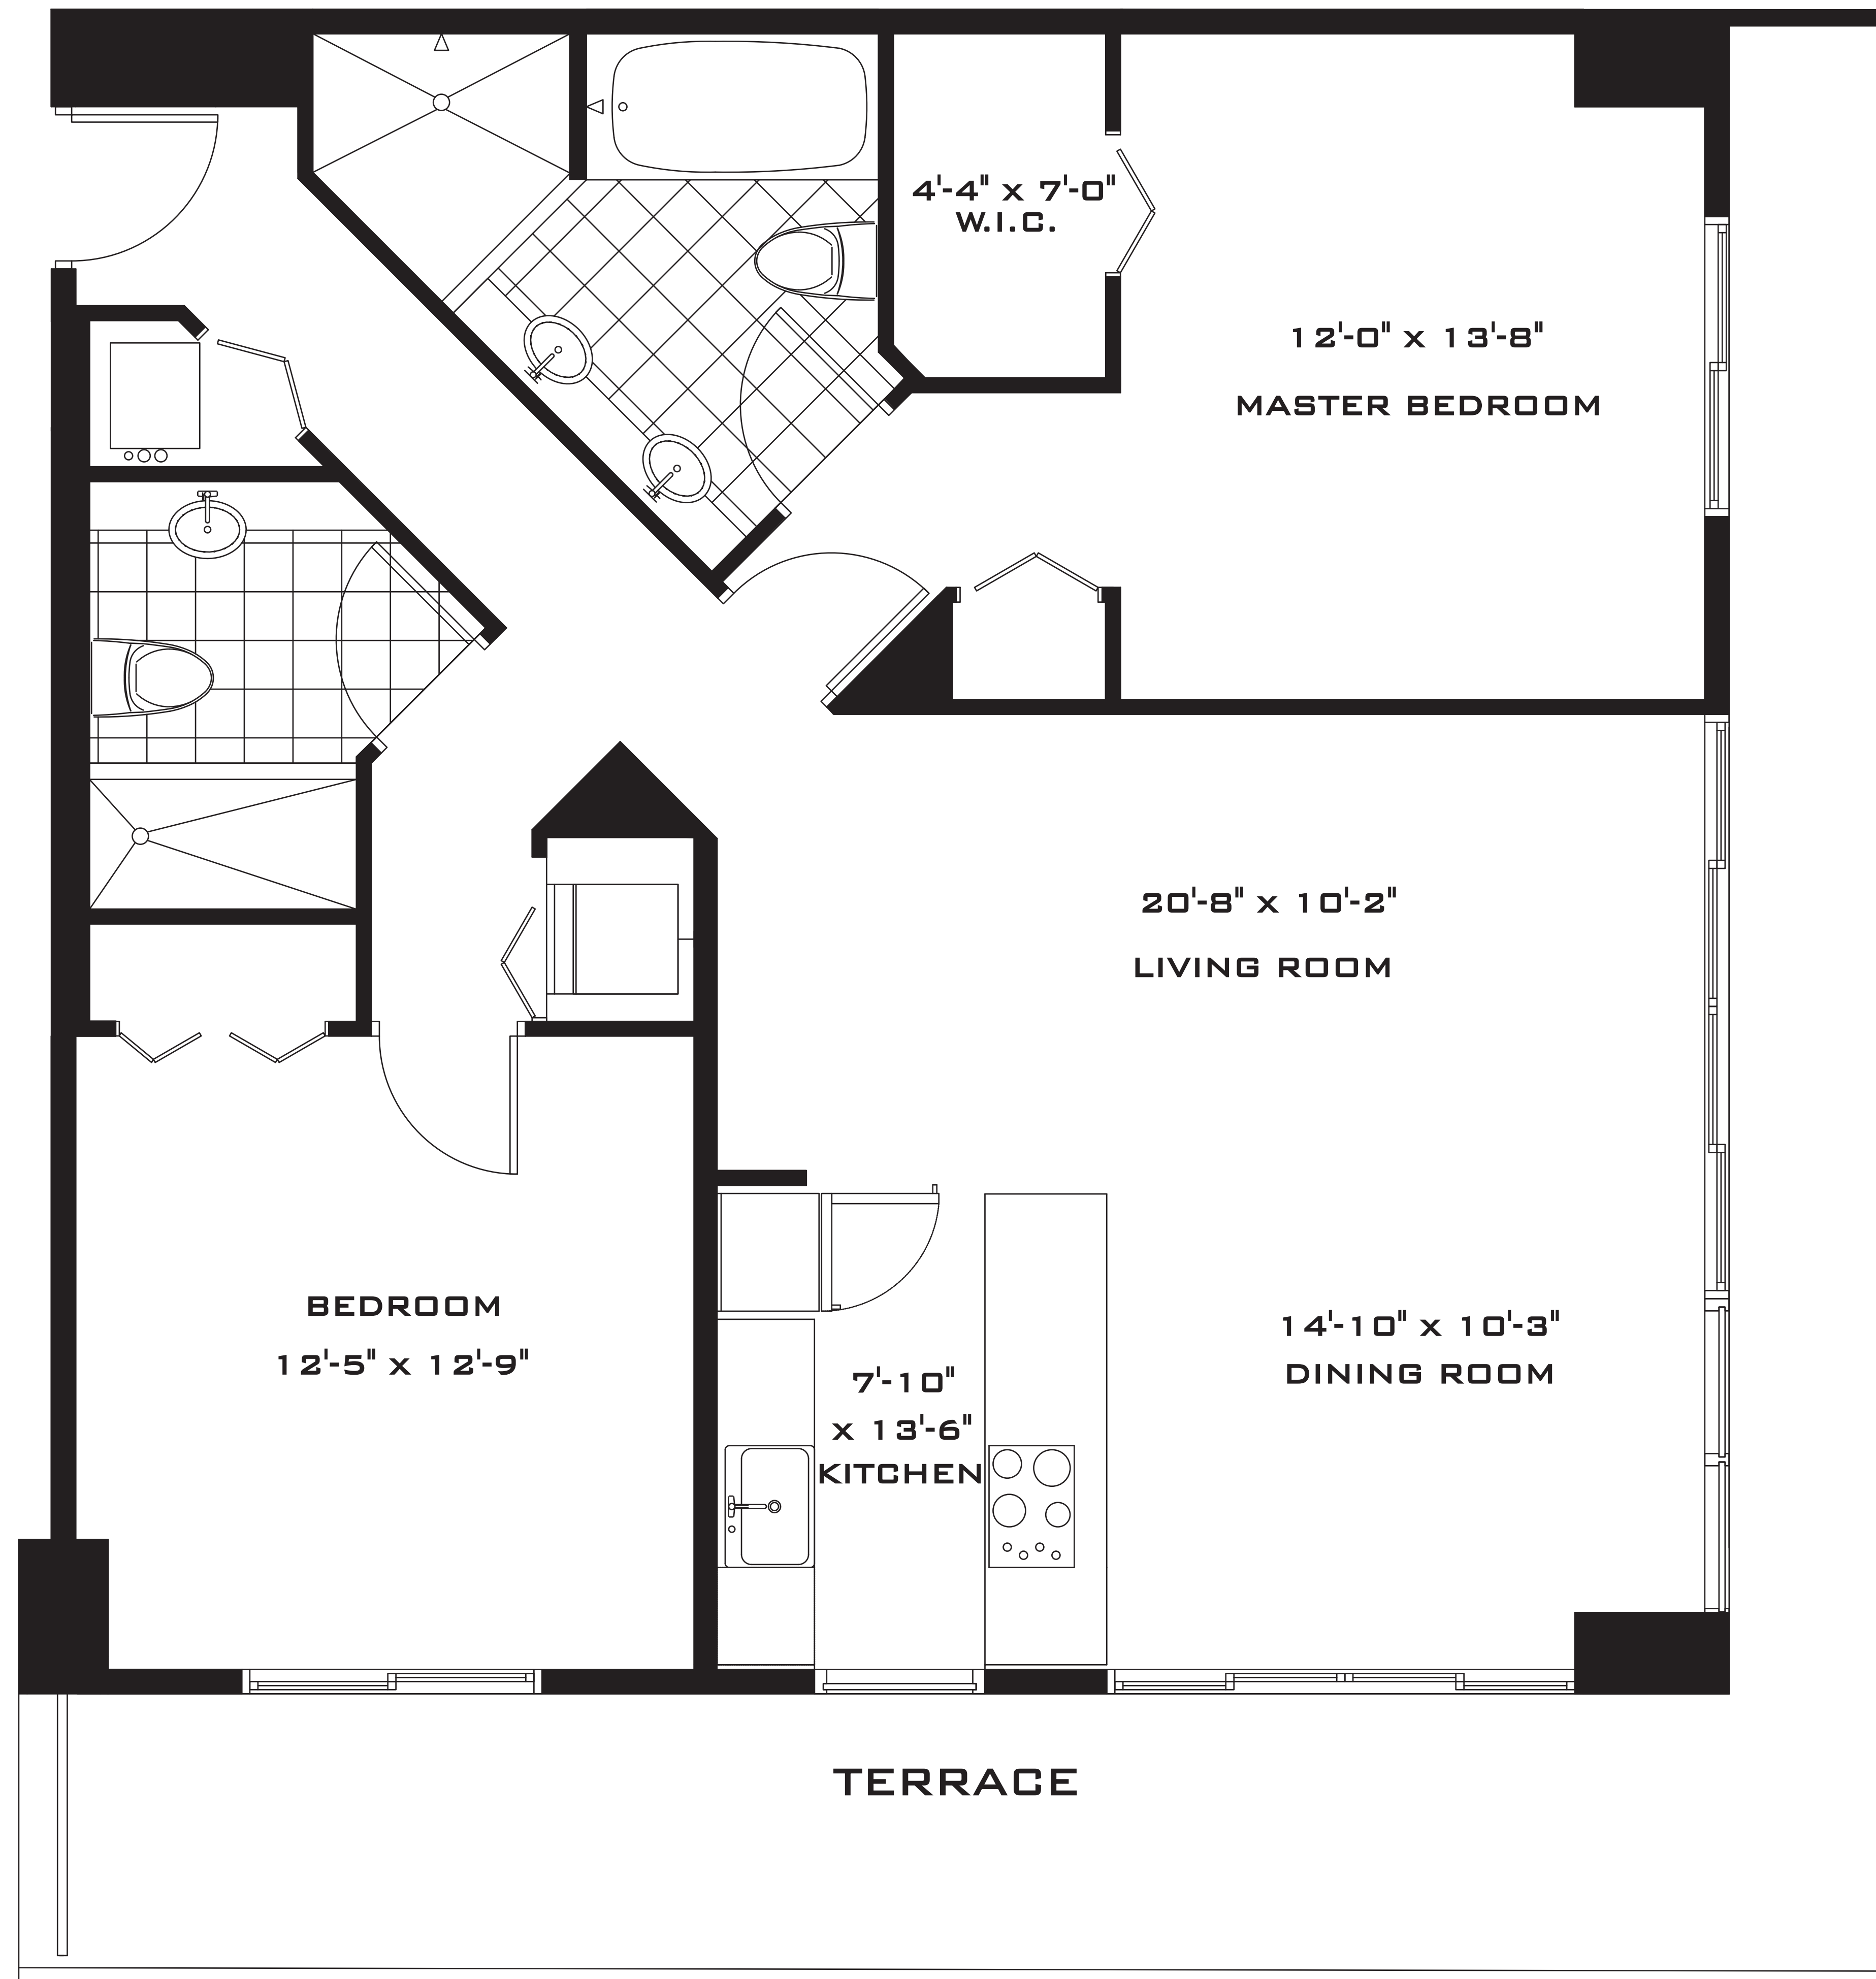 4'-4" x 7'-0"
W.I.C.
12'-0" x 13'-8"
MASTER BEDROOM
20'-8" x 10'-2"
LIVING ROOM
BEDROOM
12'-5" x 12'-9"
7'-10"
x 13'-6"
KITCHEN
14'-10" x 10'-3"
DINING ROOM
TERRACE